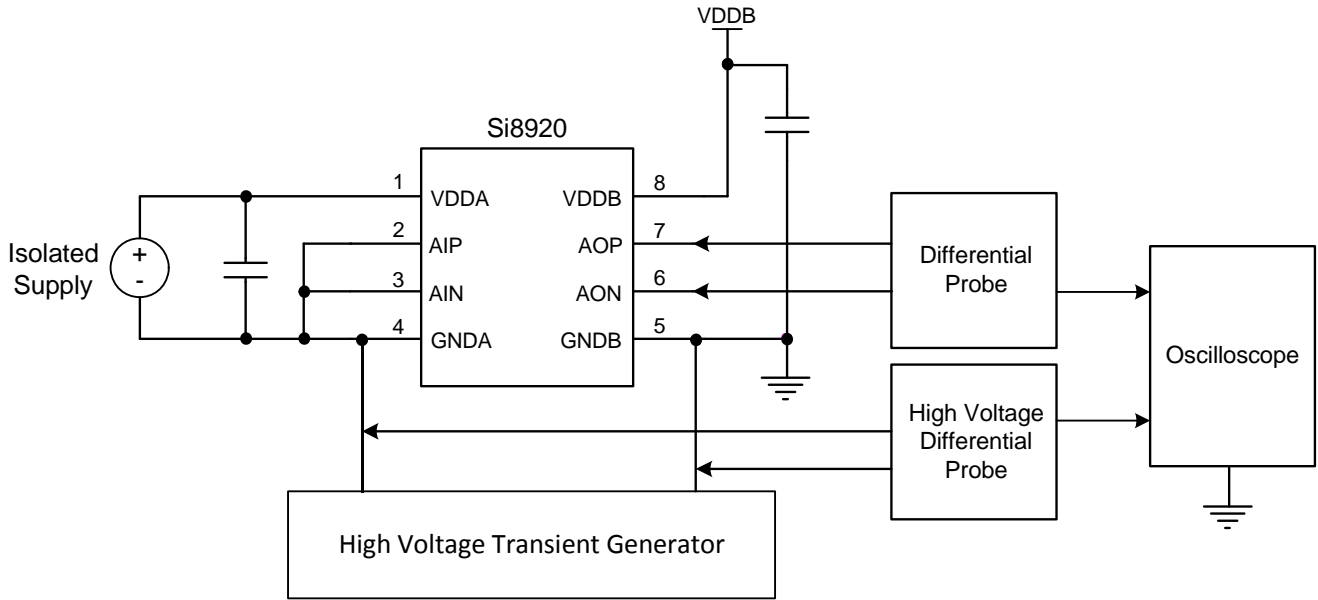 VDDB
Si8920
Isolated
Supply
+
-
1
2
3
4
VDDA
AIP
AIN
GNDA
VDDB
AOP
AON
GNDB
8
7
6
5
Differential
Probe
High Voltage
Differential
Probe
Oscilloscope
High Voltage Transient Generator